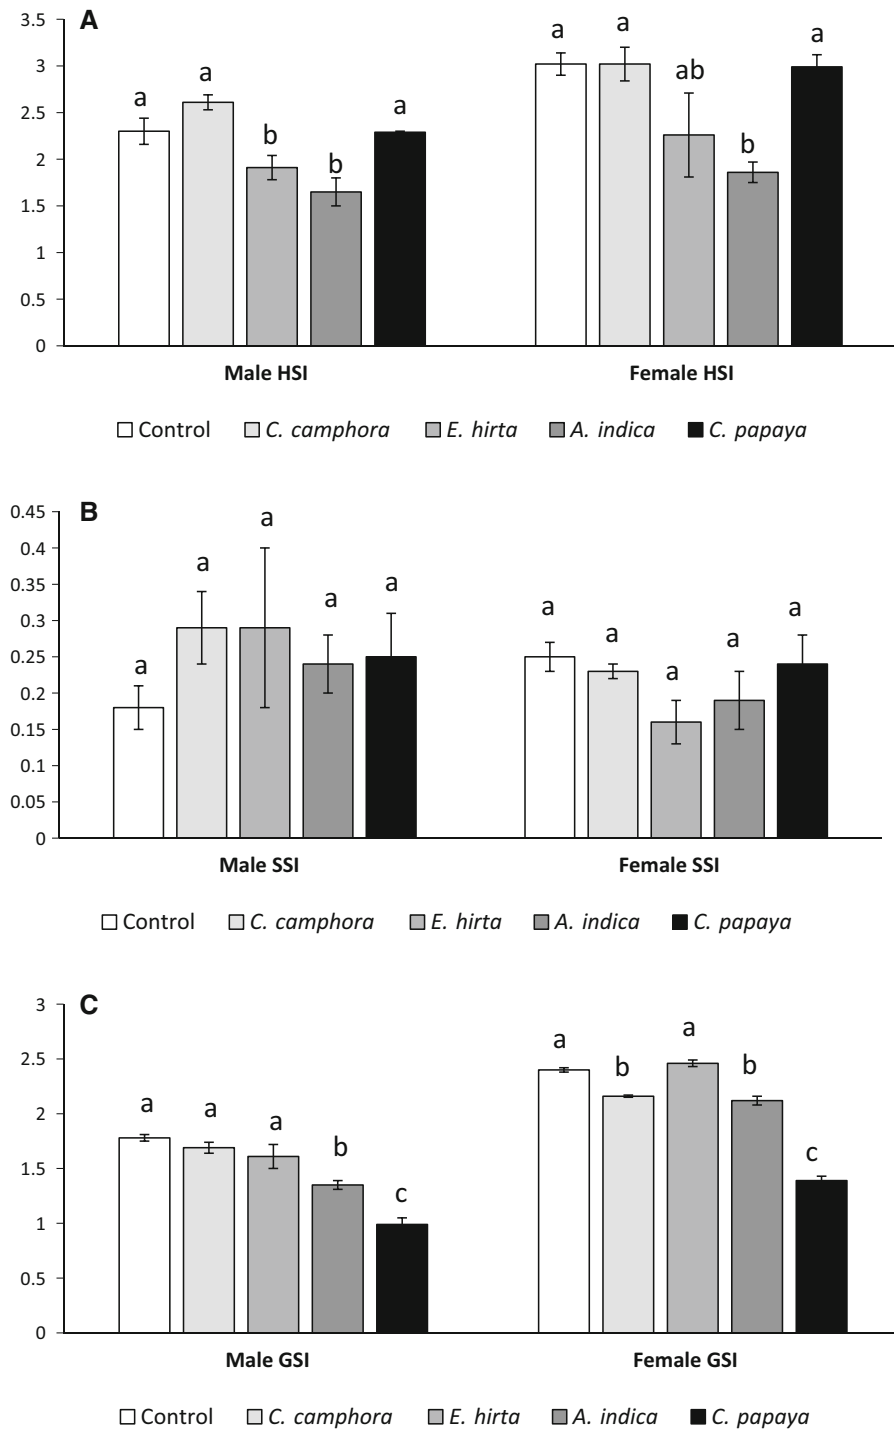 A
3.5
3
2.5
2
1.5
1
0.5
0
a a b b a
a a ab b a
Male HSI Female HSI
Control C. camphora E. hirta A. indica C. papaya
B
0.45
0.4
0.35
0.3
0.25
0.2
0.15
0.1
0.05
0
a a a a a
a a a a a
Male SSI Female SSI
Control C. camphora E. hirta A. indica C. papaya
C
3
2.5
2
1.5
1
0.5
0
a a a b c
a b a b c
Male GSI Female GSI
Control C. camphora E. hirta A. indica C. papaya